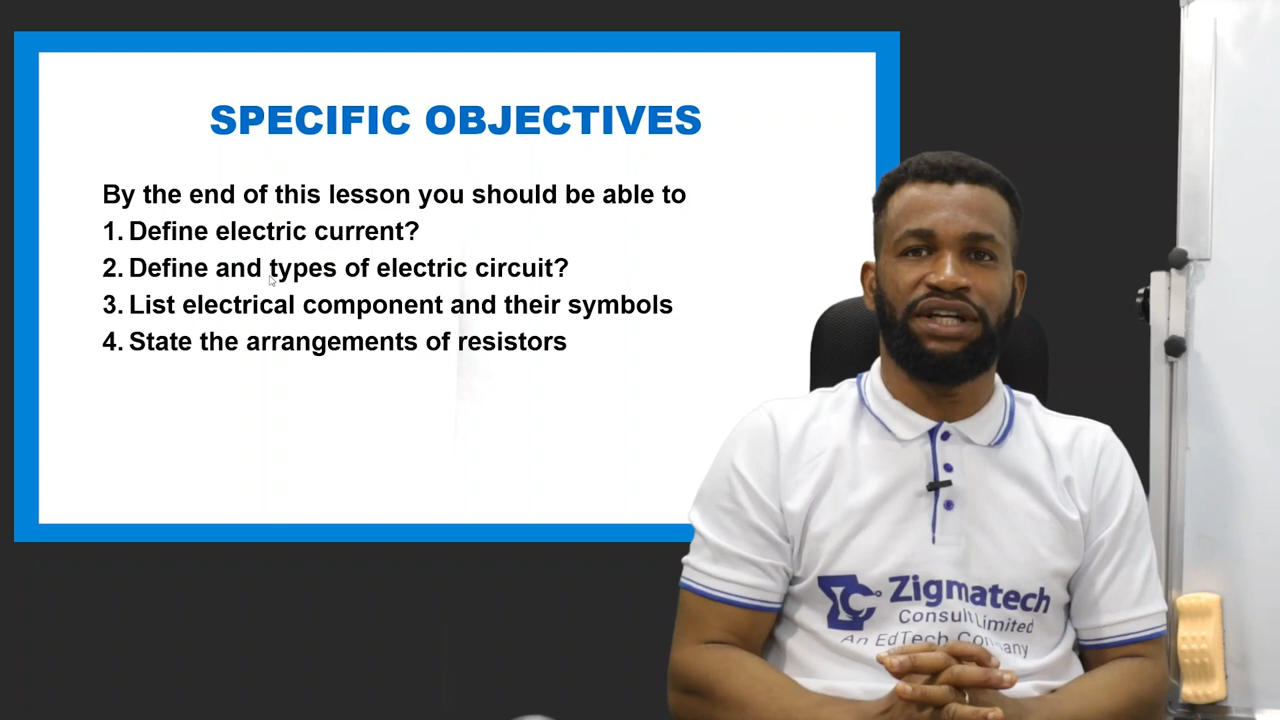 SPECIFIC OBJECTIVES
By the end of this lesson you should be able to
1. Define electric current?
2. Define and types of electric circuit?
3. List electrical component and their symbols
4. State the arrangements of resistors
Zigmatech
Consult Limited
An EdTech Company